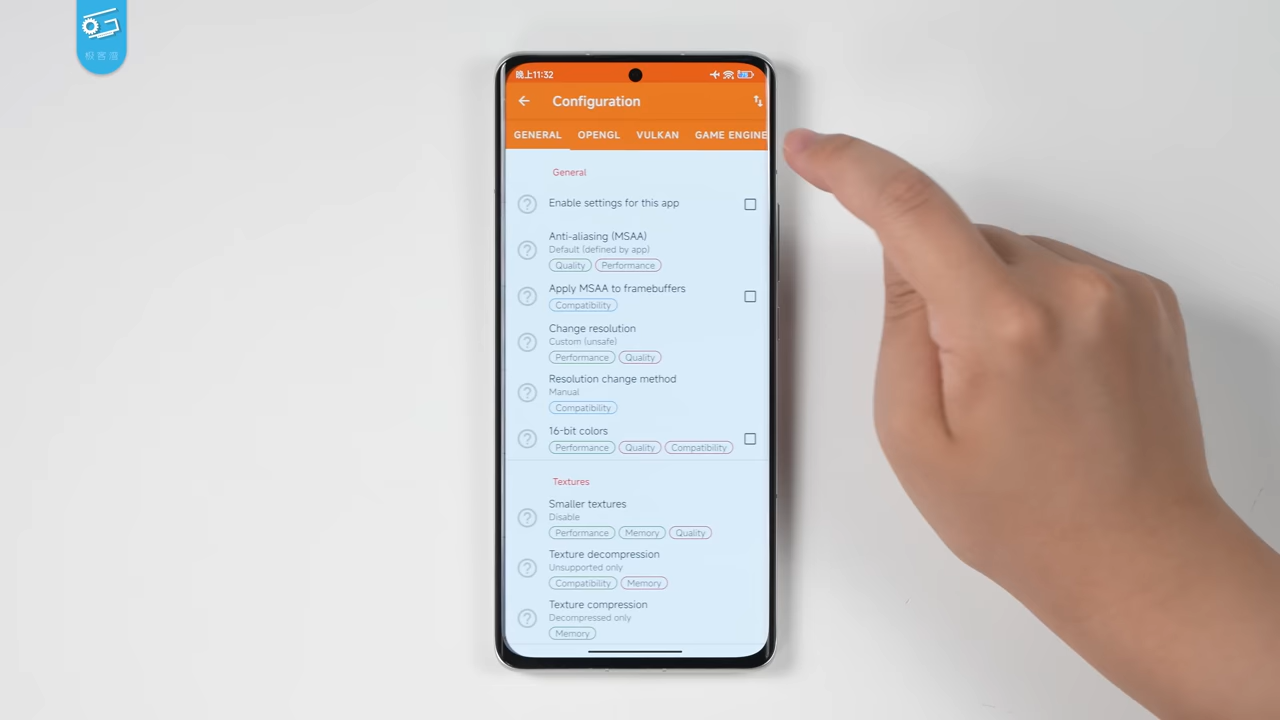 极客湾
晚上11:32
Configuration
GENERAL OPENGL VULKAN GAME ENGINE
General
Enable settings for this app
Anti-aliasing (MSAA)
Default (defined by app)
Quality Performance
Apply MSAA to framebuffers
Compatibility
Change resolution
Custom (unsafe)
Performance Quality
Resolution change method
Manual
Compatibility
16-bit colors
Performance Quality Compatibility
Textures
Smaller textures
Disable
Performance Memory Quality
Texture decompression
Unsupported only
Compatibility Memory
Texture compression
Decompressed only
Memory